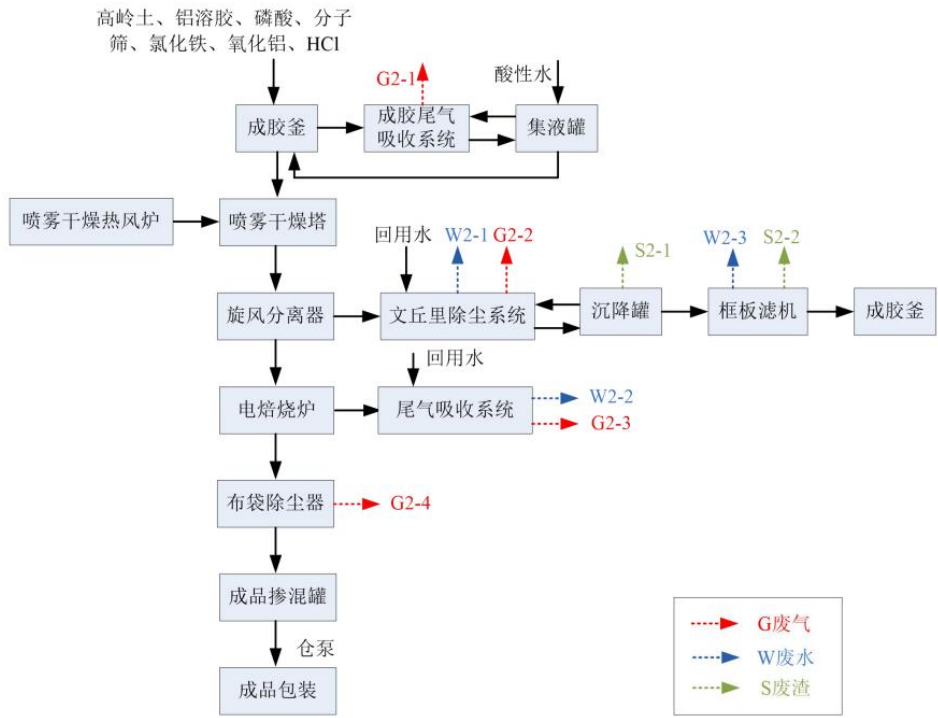 高岭土、铝溶胶、磷酸、分子
筛、氯化铁、氧化铝、HCl
G2-1
酸性水
成胶釜
成胶尾气
吸收系统
集液罐
喷雾干燥热风炉
喷雾干燥塔
回用水
W2-1
G2-2
S2-1
W2-3
S2-2
旋风分离器
文丘里除尘系统
沉降罐
框板滤机
成胶釜
回用水
电焙烧炉
尾气吸收系统
W2-2
G2-3
布袋除尘器
G2-4
成品掺混罐
仓泵
成品包装
G废气
W废水
S废渣